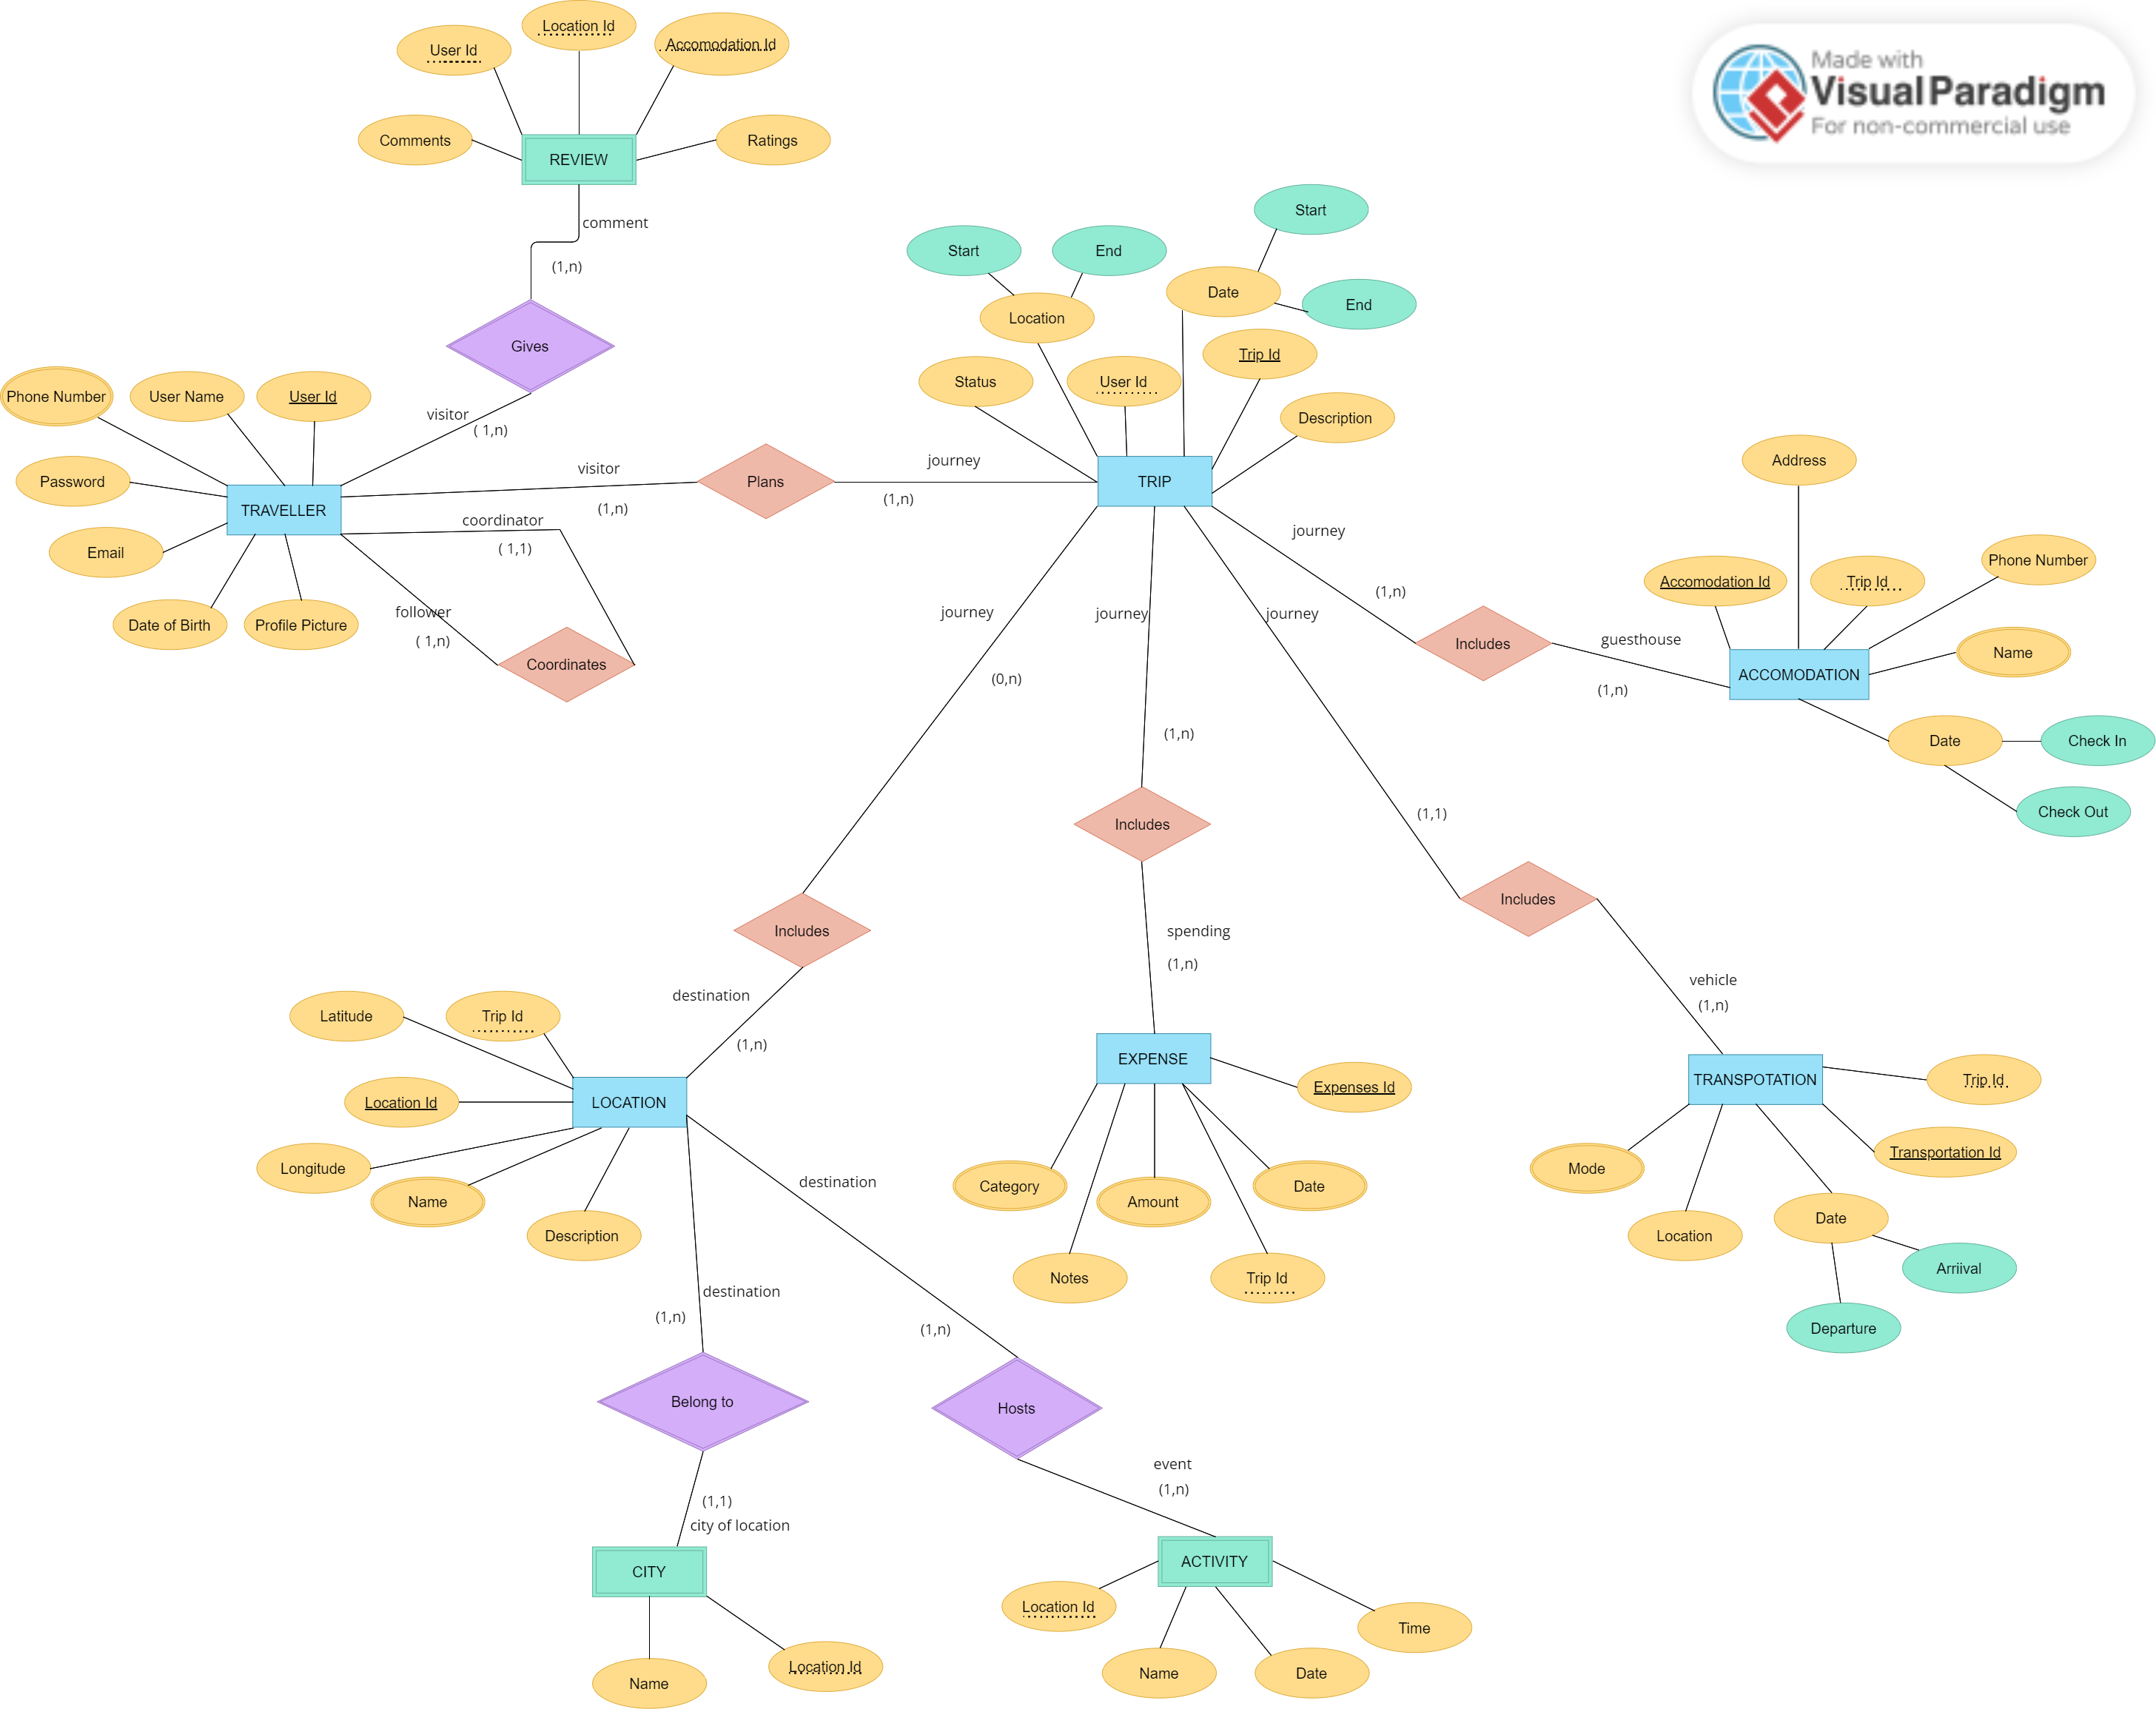 Location Id
User Id
Accomodation Id
Comments
REVIEW
Ratings
comment
(1,n)
Gives
Made with
Visual Paradigm
For non-commercial use
Start
Start
End
Date
End
Location
Trip Id
Status
User Id
Description
Phone Number
User Name
User Id
visitor
( 1,n)
Password
TRAVELLER
Email
Date of Birth
Profile Picture
visitor
(1,n)
Plans
journey
(1,n)
TRIP
coordinator
( 1,1)
follower
( 1,n)
Coordinates
journey
(1,n)
Includes
guesthouse
(1,n)
Address
Accomodation Id
Trip Id
Phone Number
Name
ACCOMODATION
Date
Check In
Check Out
journey
(0,n)
Includes
destination
(1,n)
journey
(1,n)
Includes
spending
(1,n)
journey
(1,1)
Includes
vehicle
(1,n)
Latitude
Trip Id
Location Id
LOCATION
Longitude
Name
Description
EXPENSE
Expenses Id
Category
Amount
Date
Notes
Trip Id
TRANSPOTATION
Trip Id
Mode
Transportation Id
Location
Date
Arriival
Departure
destination
(1,n)
Belong to
(1,1)
city of location
CITY
Name
Location Id
destination
(1,n)
Hosts
event
(1,n)
ACTIVITY
Location Id
Time
Name
Date